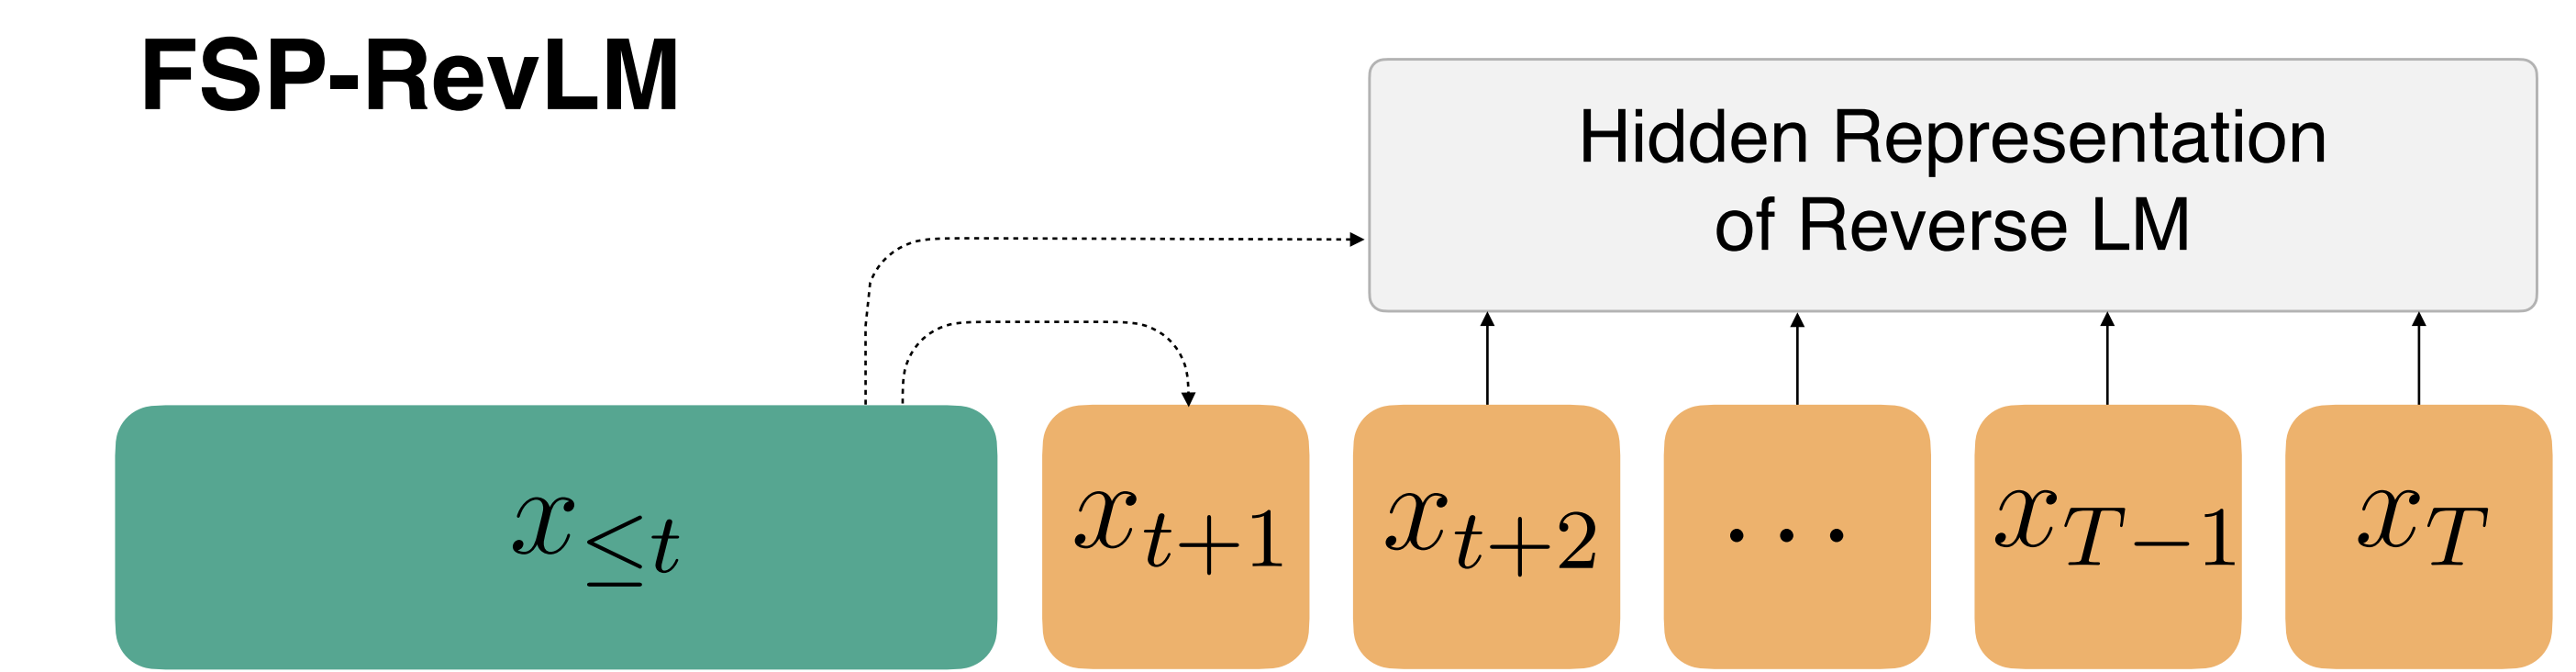 FSP-RevLM
Hidden Representation
of Reverse LM
x≤t
xt+1
xt+2
···
xT−1
xT